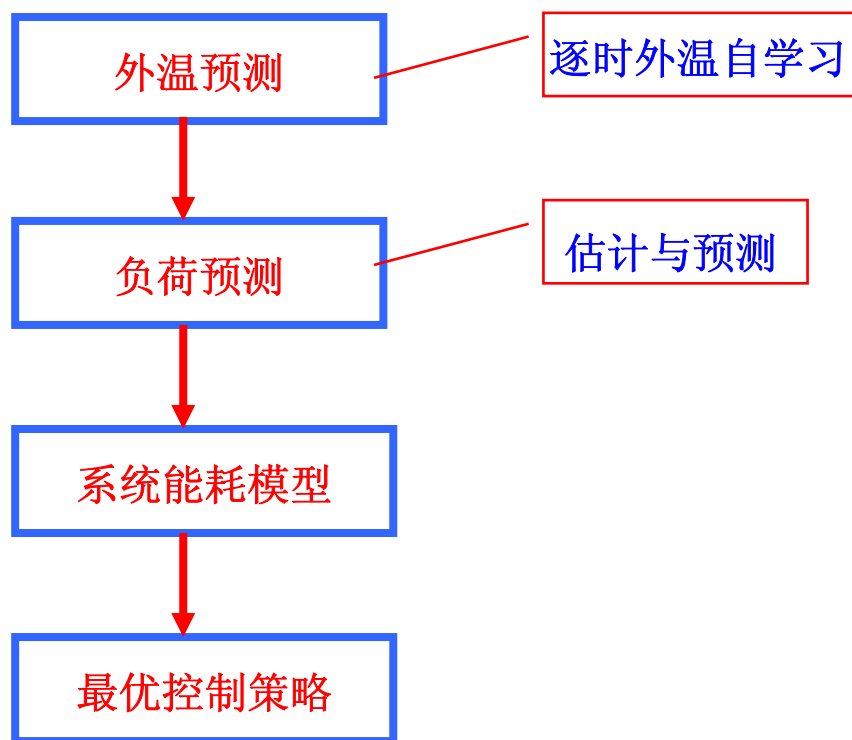 外温预测
逐时外温自学习
负荷预测
估计与预测
系统能耗模型
最优控制策略